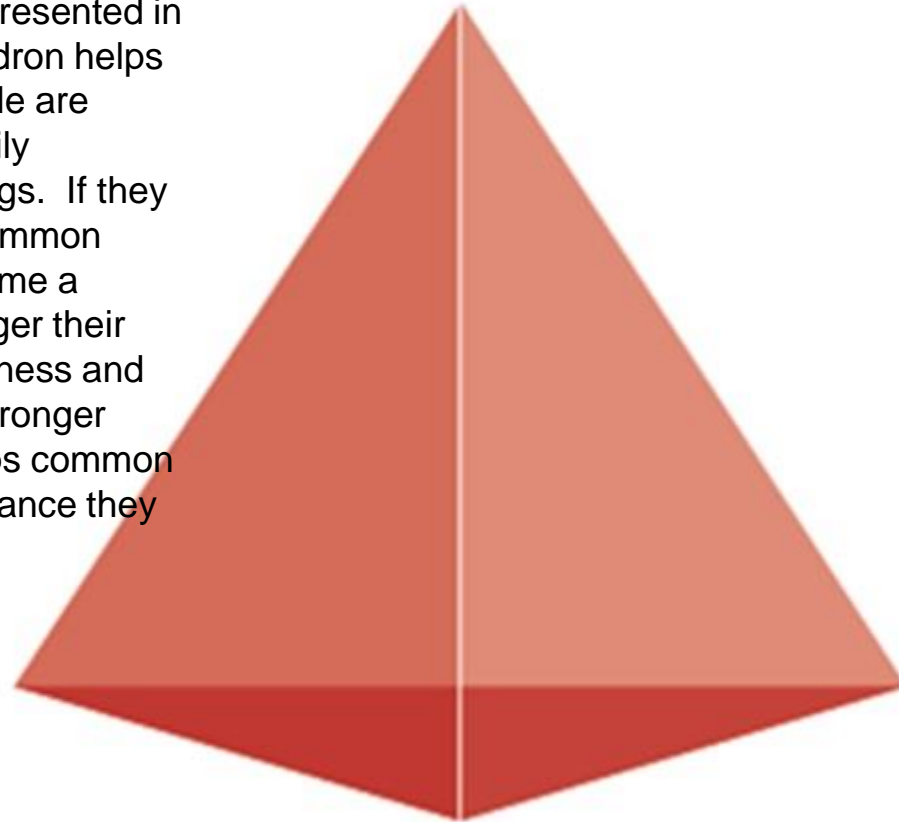 resented in
dron helps
le are
ily
gs. If they
mmon
me a
ger their
ness and
ronger
s common
ance they